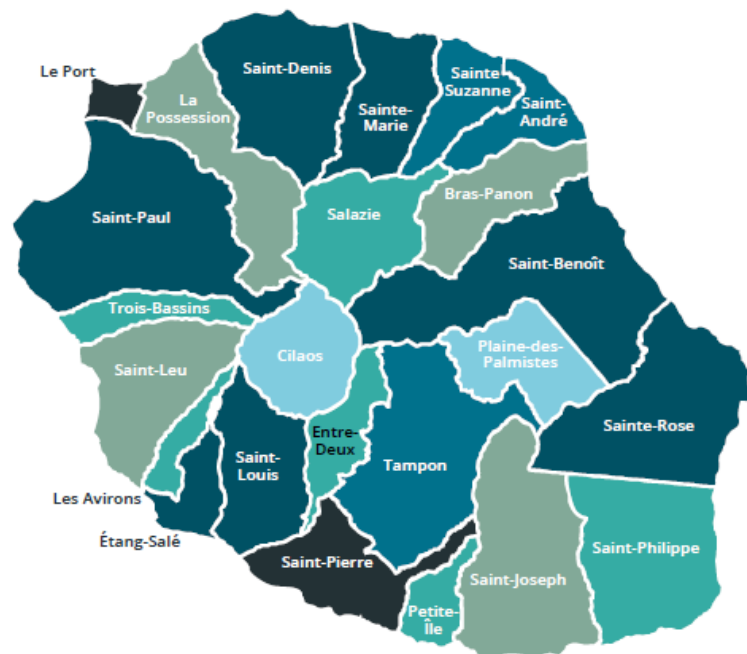 Le Port
La
Possession
Saint-Denis
Sainte-
Marie
Sainte
Suzanne
Saint-
André
Saint-Paul
Salazie
Bras-Panon
Saint-Benoît
Trois-Bassins
Cilaos
Plaine-des-
Palmistes
Saint-Leu
Entre-
Deux
Sainte-Rose
Saint-
Louis
Tampon
Les Avirons
Étang-Salé
Saint-Pierre
Saint-Joseph
Saint-Philippe
Petite-
Île